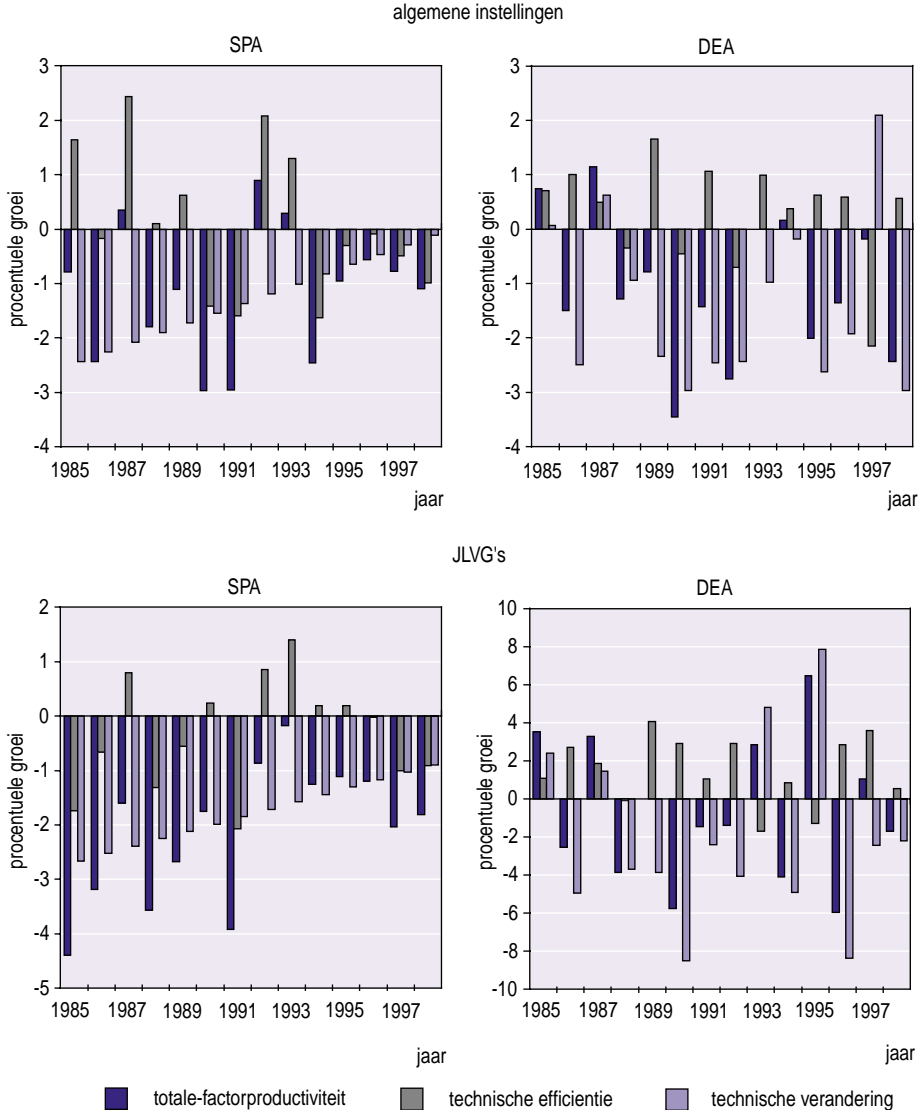 algemene instellingen
SPA
procentuele groei
3
2
1
0
-1
-2
-3
-4
1985 1987 1989 1991 1993 1995 1997
jaar
DEA
procentuele groei
3
2
1
0
-1
-2
-3
-4
1985 1987 1989 1991 1993 1995 1997
jaar
JLVG's
SPA
procentuele groei
2
1
0
-1
-2
-3
-4
-5
1985 1987 1989 1991 1993 1995 1997
jaar
DEA
procentuele groei
10
8
6
4
2
0
-2
-4
-6
-8
-10
1985 1987 1989 1991 1993 1995 1997
jaar
totale-factorproductiviteit technische efficientie technische verandering